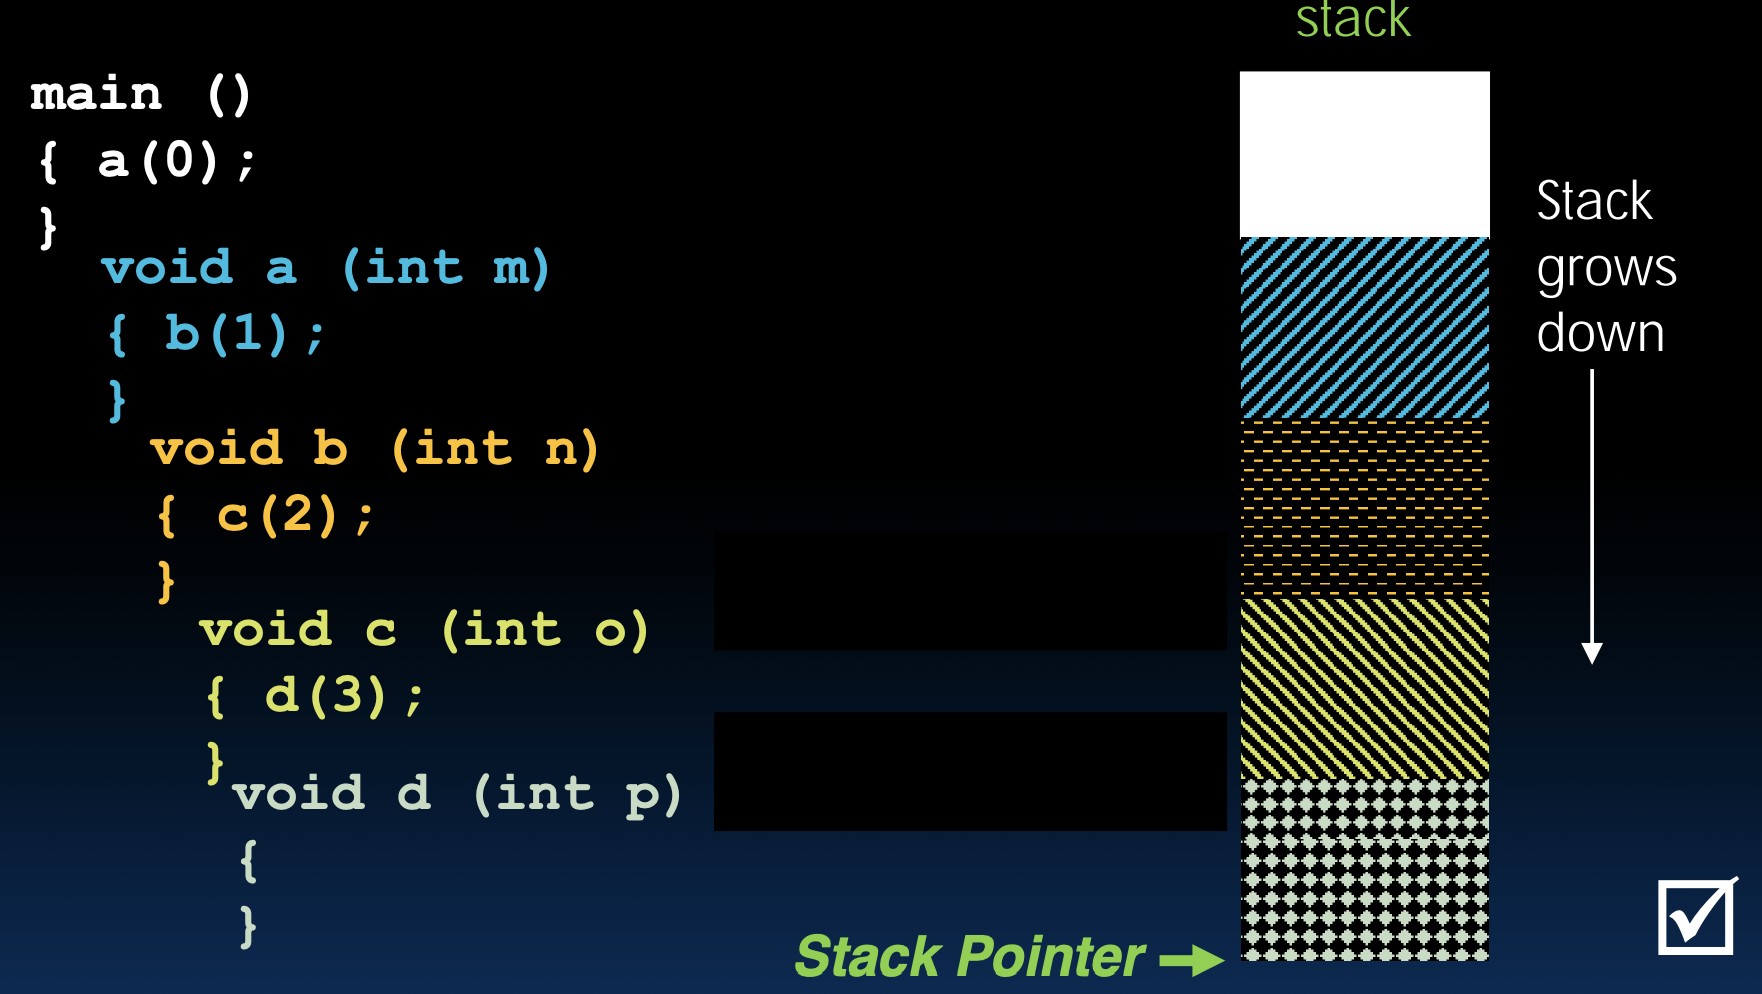 stack
main ()
{ a(0);
}
void a (int m)
{ b(1);
}
void b (int n)
{ c(2);
}
void c (int o)
{ d(3);
}
void d (int p)
{
}
Stack Pointer
Stack
grows
down